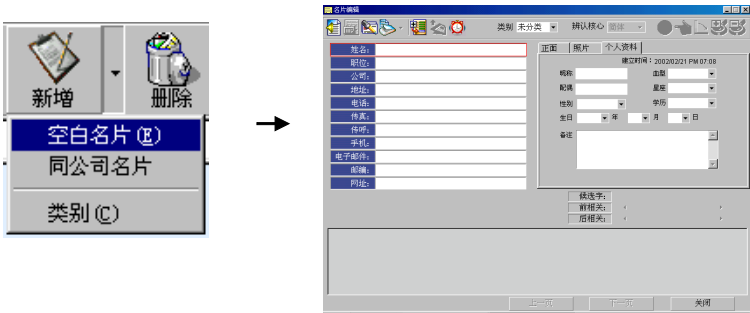 新增
删除
空白名片(E)
同公司名片
类别(C)
名片编辑
类别 未分类
辨认核心 简体
姓名:
职位:
公司:
地址:
电话:
传真:
传呼:
手机:
电子邮件:
邮编:
网址:
正面 照片 个人资料
建立时间: 2002/02/21 PM 07:08
昵称 血型
配偶 星座
性别 学历
生日 年 月 日
备注
候选字:
前相关:
后相关:
上一页 下一页 关闭